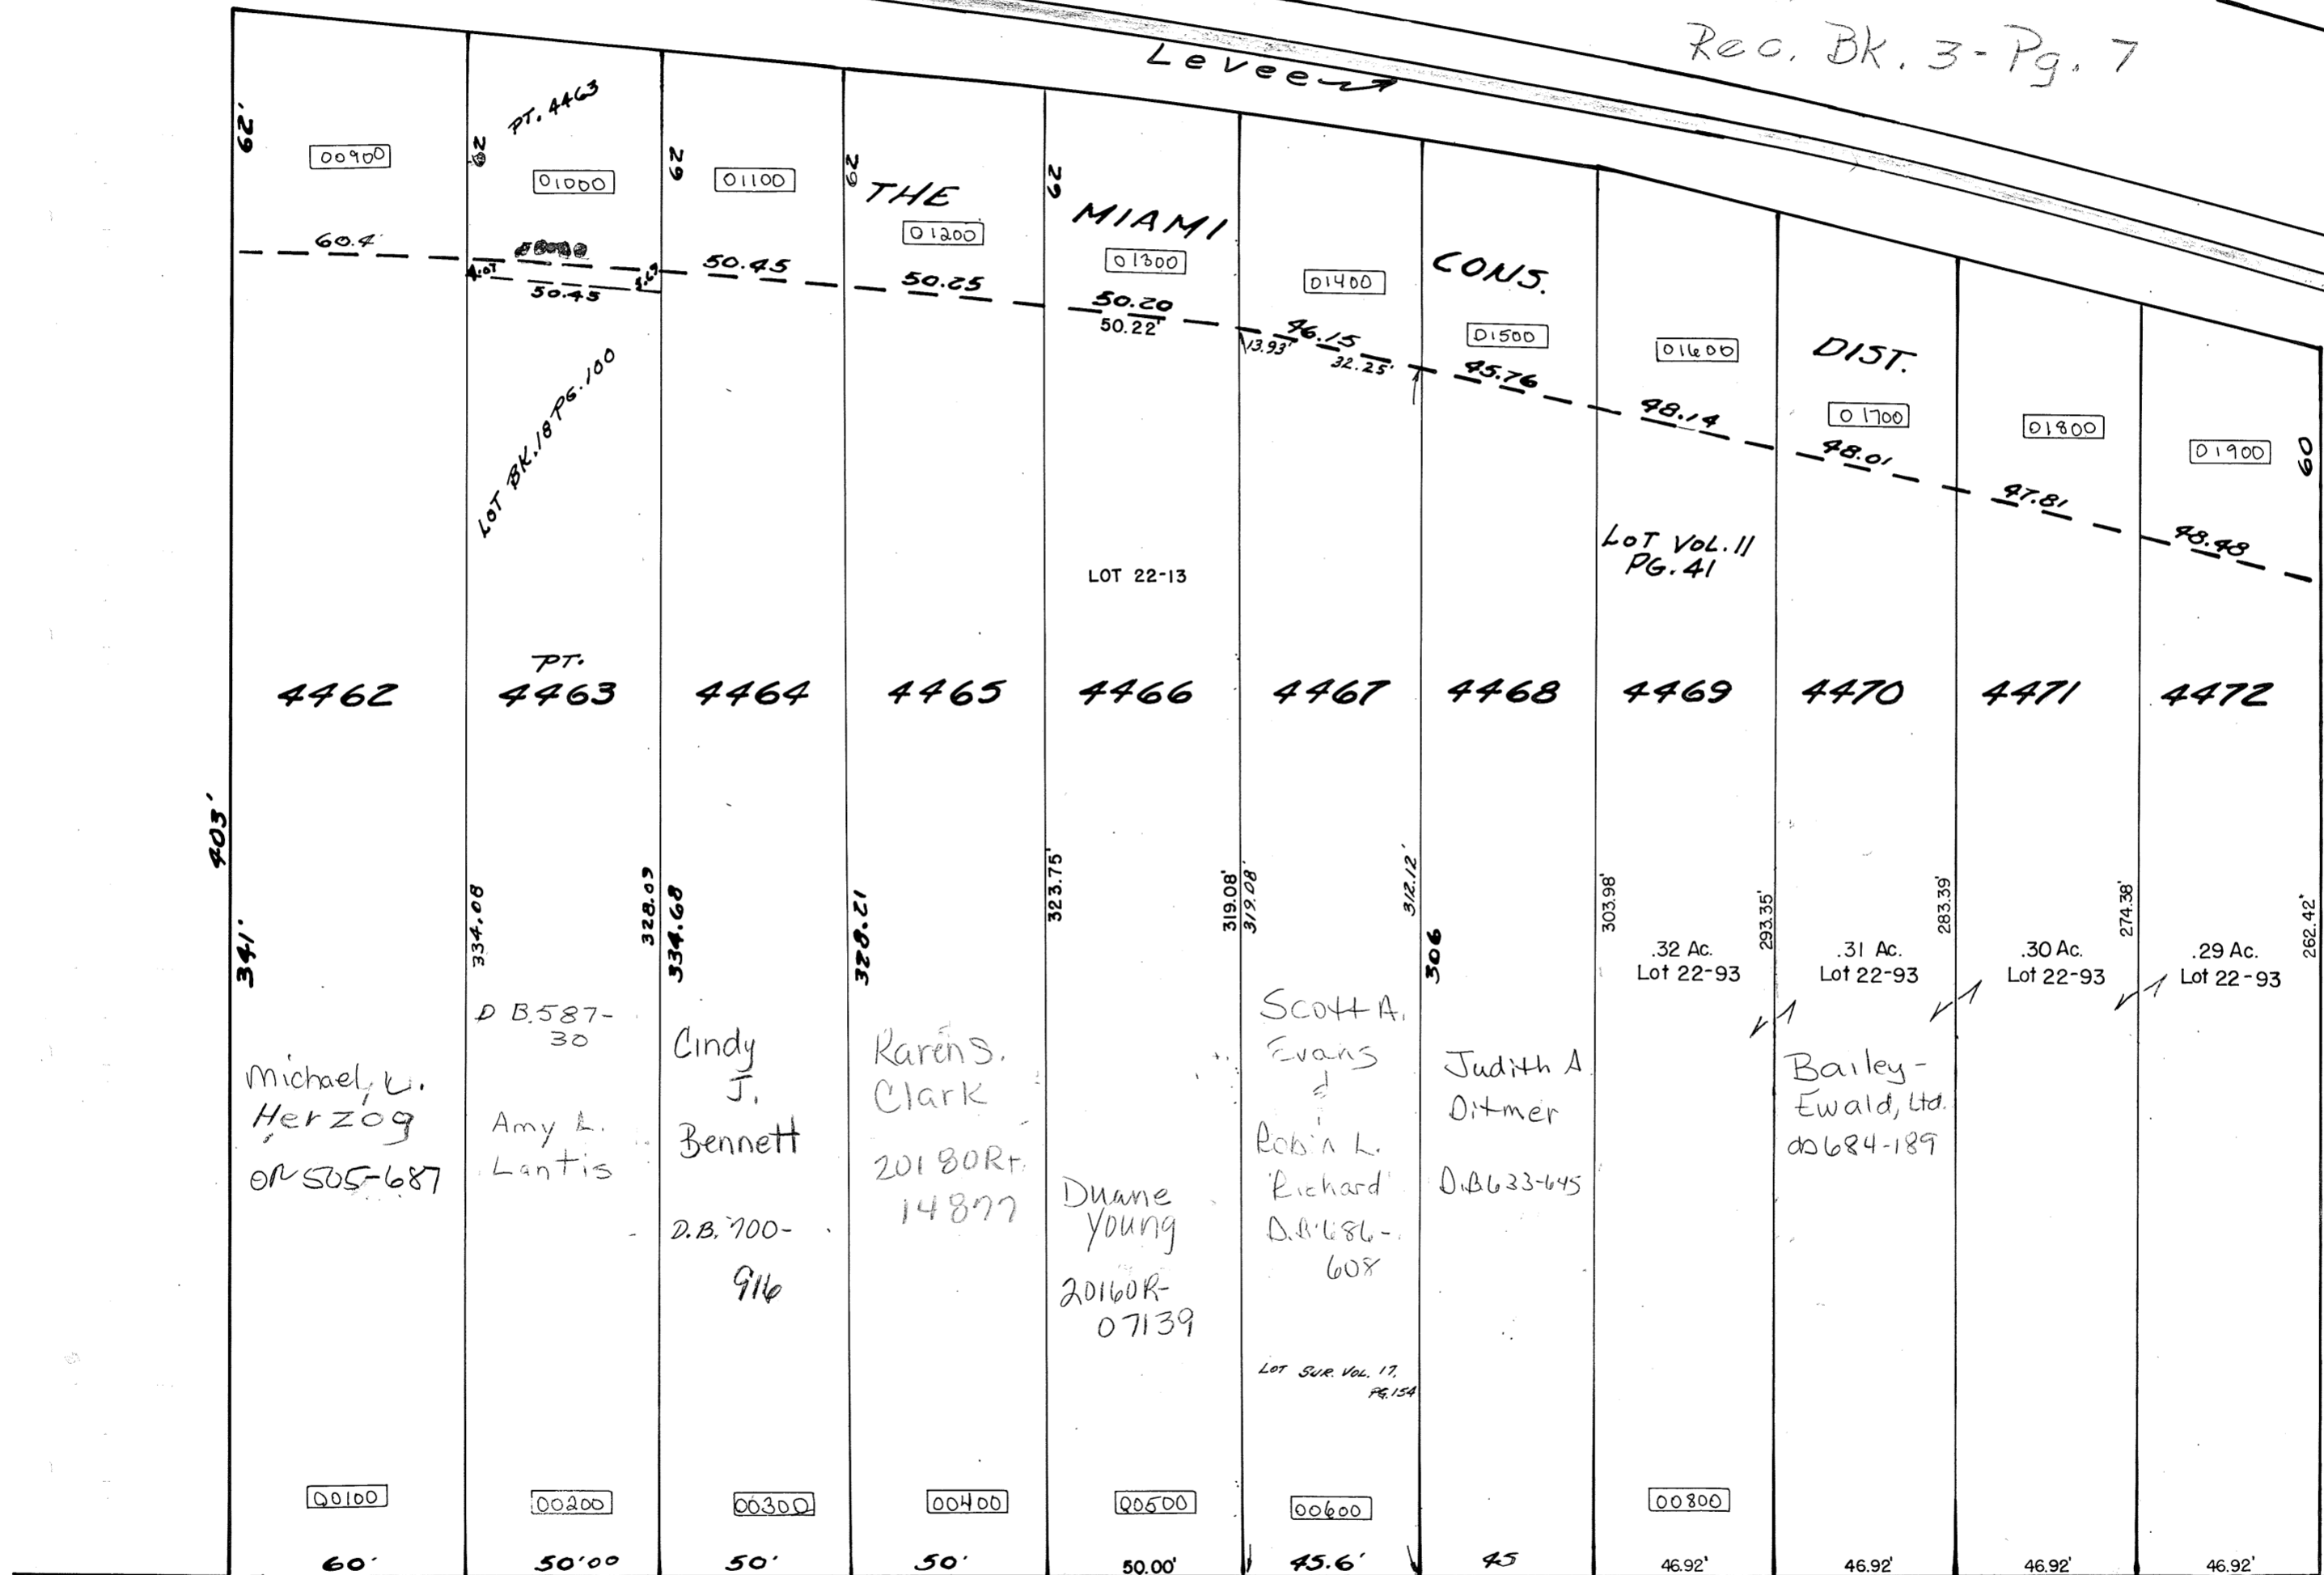 Rec. BK. 3-Pg. 7
Levee
62'
PT. 4463
62
62
62
62
00900
01000
01100
THE
01200
MIAMI
01300
01400
CONS.
01500
01600
DIST.
01700
01800
01900
60
60.4'
4.07
5.69
50.45
50.45
50.25
50.20
50.22'
13.93'
46.15
32.25'
45.76
48.14
48.01
47.81
48.48
LOT BK. 18 PG. 100
LOT 22-13
LOT VOL. 11
PG. 41
PT.
4462
4463
4464
4465
4466
4467
4468
4469
4470
4471
4472
403'
341'
334.08
328.09
334.68
328.21
323.75'
319.08'
319.08'
312.12'
306
303.98'
293.35'
283.39'
274.38'
262.42'
.32 Ac.
Lot 22-93
.31 Ac.
Lot 22-93
.30 Ac.
Lot 22-93
.29 Ac.
Lot 22-93
Michael, L.
Herzog
OR 505-687
D B.587-
30
Amy L.
Lantis
Cindy
J.
Bennett
D.B. 700-
916
Karen S.
Clark
20180R-
14877
Duane
Young
20160R-
07139
Scott A.
Evans
&
Robin L.
Richard
D.B. 686-
608
LOT SUR. VOL. 17,
PG. 154
Judith A
Ditmer
D.B 633-645
Bailey-
Ewald, Ltd.
684-189
00100
00200
00300
00400
00500
00600
00800
60'
50'00
50'
50'
50.00'
45.6'
45
46.92'
46.92'
46.92'
46.92'